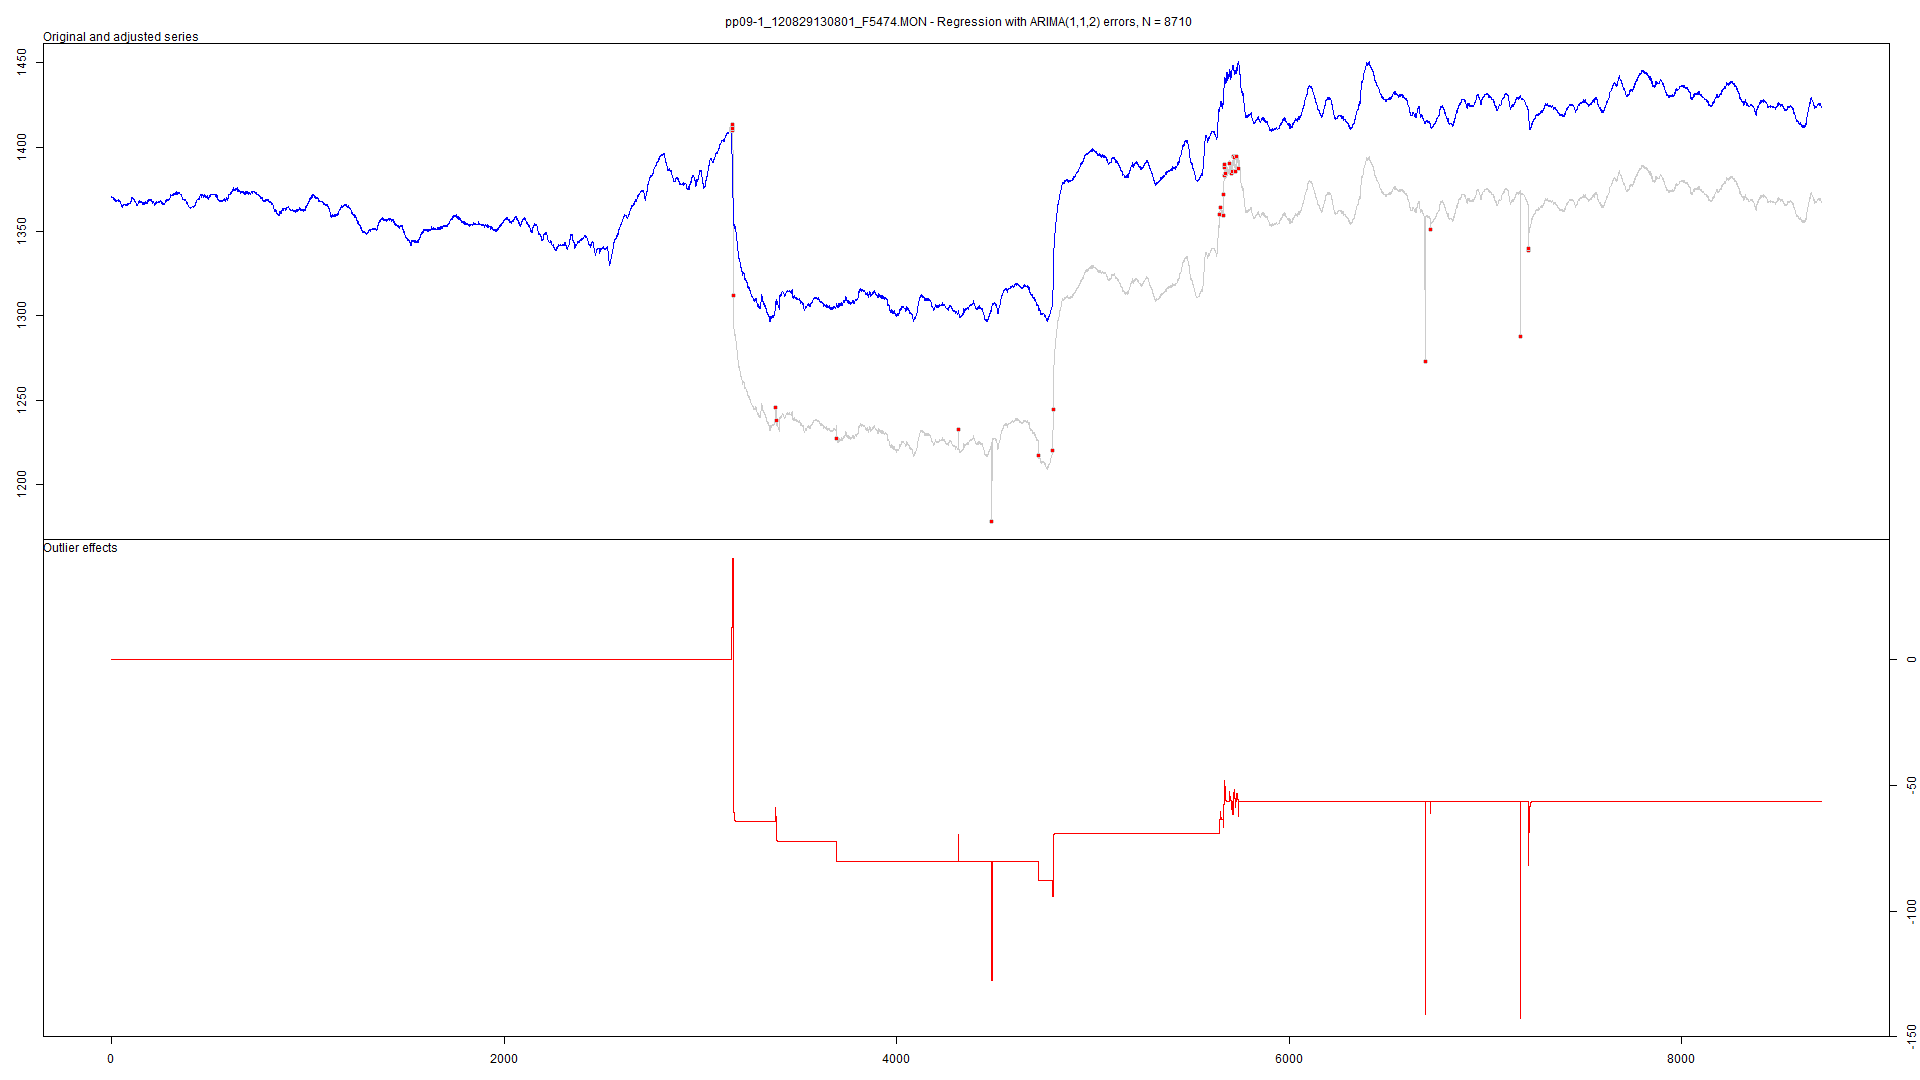 pp09-1_120829130801_F5474.MON - Regression with ARIMA(1,1,2) errors, N = 8710
Original and adjusted series
1450
1400
1350
1300
1250
1200
Outlier effects
0
-50
-100
-150
0 2000 4000 6000 8000